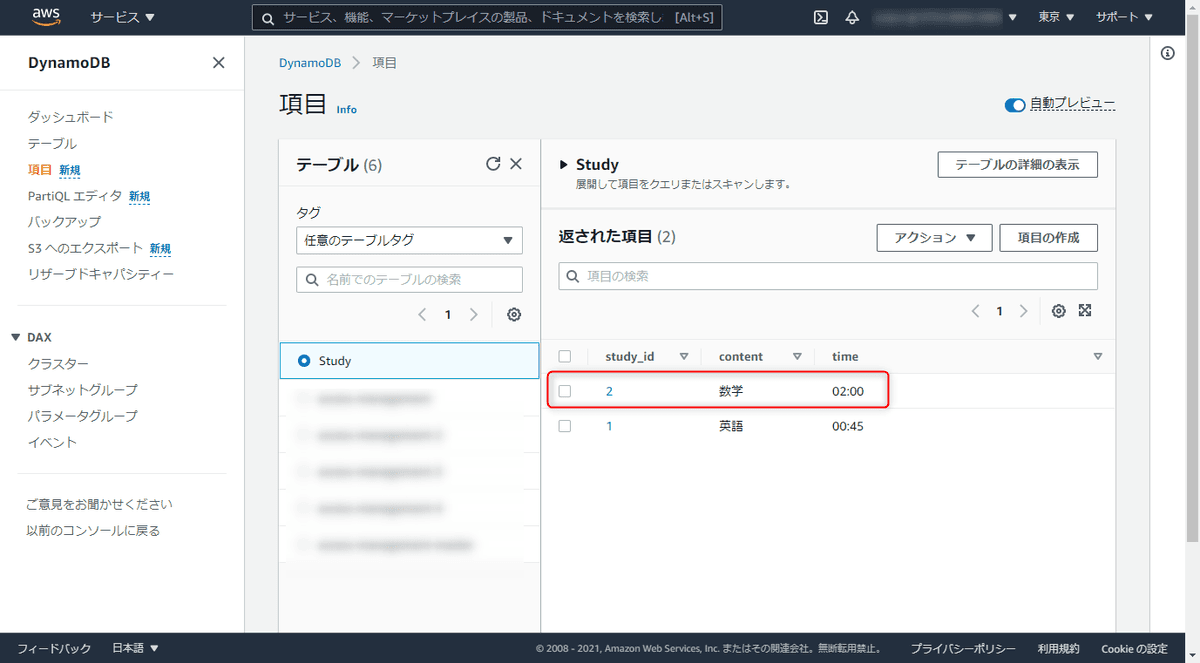 aws サービス ▼ サービス、機能、マーケットプレイスの製品、ドキュメントを検索し [Alt+S] 東京 ▼ サポート ▼
DynamoDB
ダッシュボード
テーブル
項目 新規
PartiQL エディタ 新規
バックアップ
S3 へのエクスポート 新規
リザーブドキャパシティー
DAX
クラスター
サブネットグループ
パラメータグループ
イベント
ご意見をお聞かせください
以前のコンソールに戻る
DynamoDB > 項目
項目 Info
自動プレビュー
テーブル (6)
タグ
任意のテーブルタグ
名前でのテーブルの検索
1
Study
Study
展開して項目をクエリまたはスキャンします。
テーブルの詳細の表示
返された項目 (2)
アクション ▼
項目の作成
項目の検索
1
study_id content time
2 数学 02:00
1 英語 00:45
フィードバック 日本語 ▼ © 2008 - 2021, Amazon Web Services, Inc. またはその関連会社。無断転用禁止。 プライバシーポリシー 利用規約 Cookie の設定